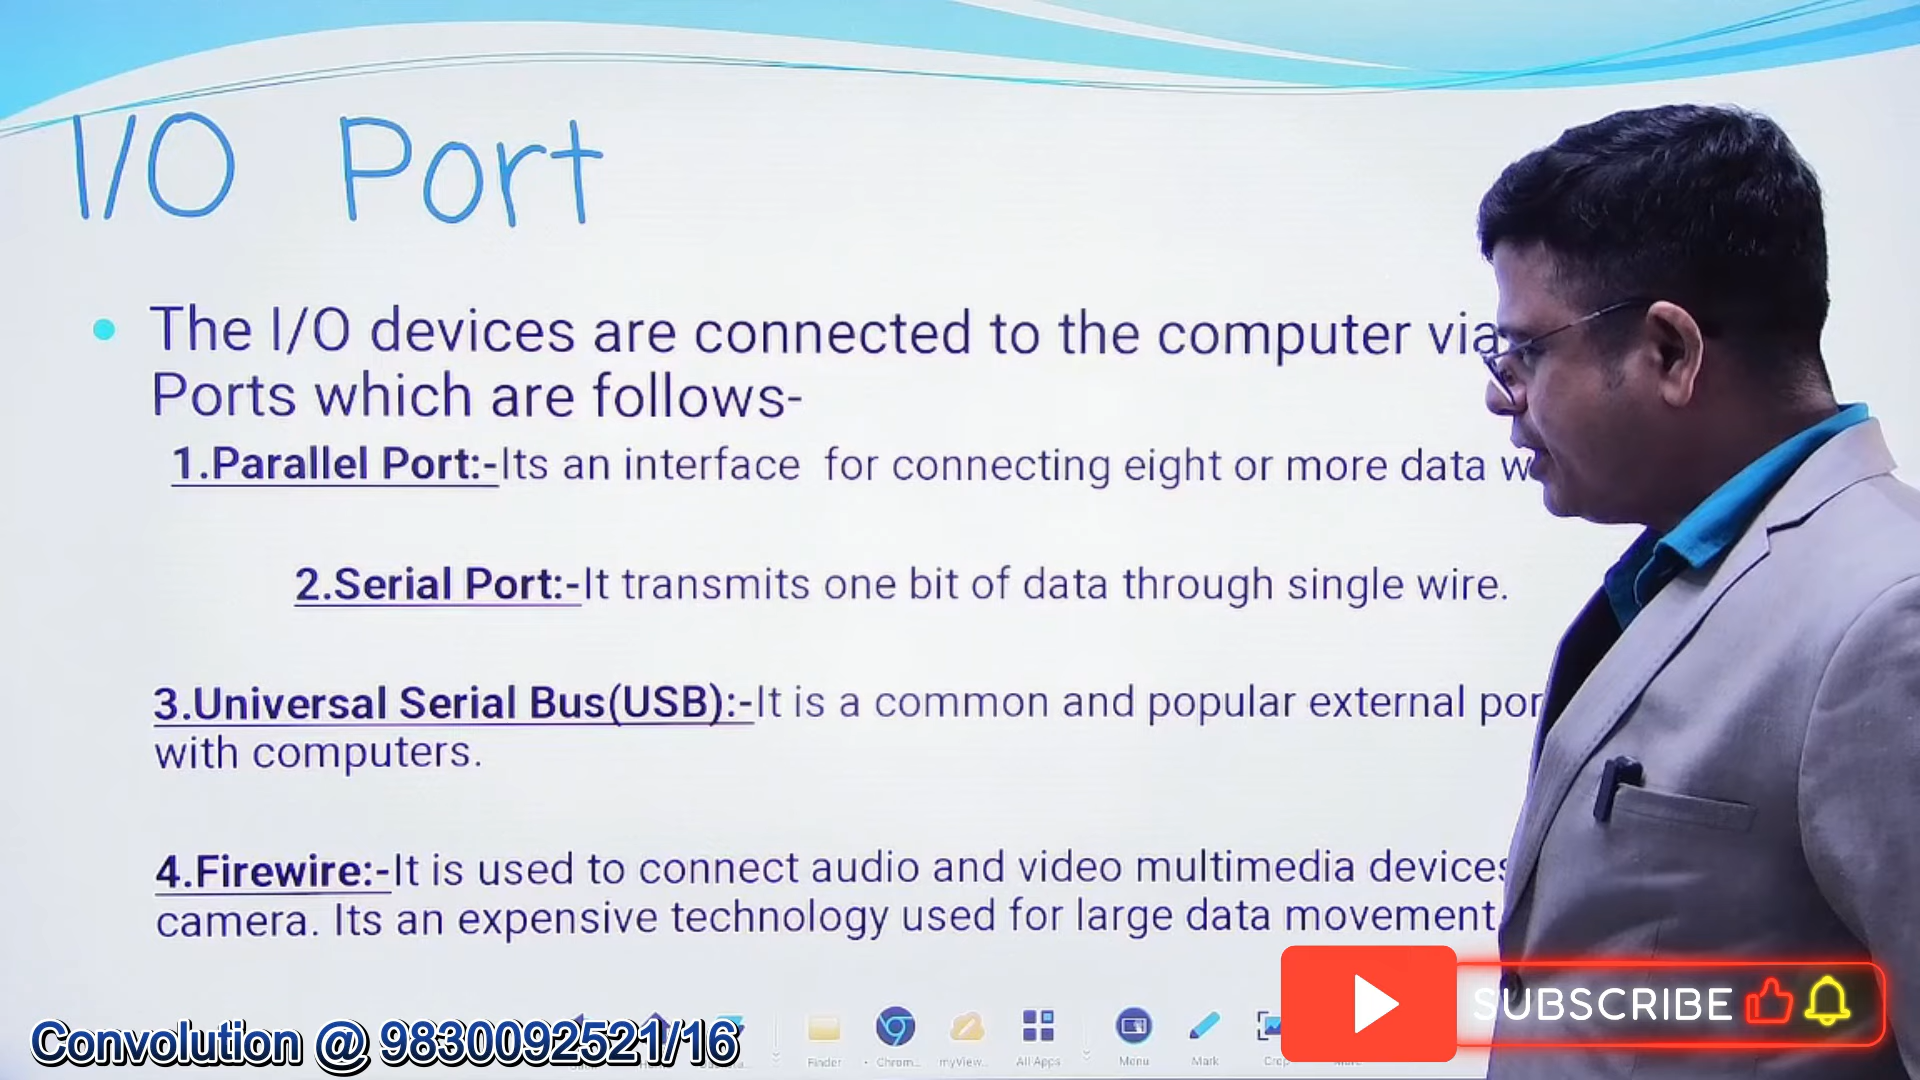 I/O Port
The I/O devices are connected to the computer via
Ports which are follows-
1.Parallel Port:-Its an interface for connecting eight or more data
2.Serial Port:-It transmits one bit of data through single wire.
3.Universal Serial Bus(USB):-It is a common and popular external
with computers.
4.Firewire:-It is used to connect audio and video multimedia devices
camera. Its an expensive technology used for large data movement
SUBSCRIBE
Convolution @ 9830092521/16
Finder Chrom... myView... All Apps Menu Mark